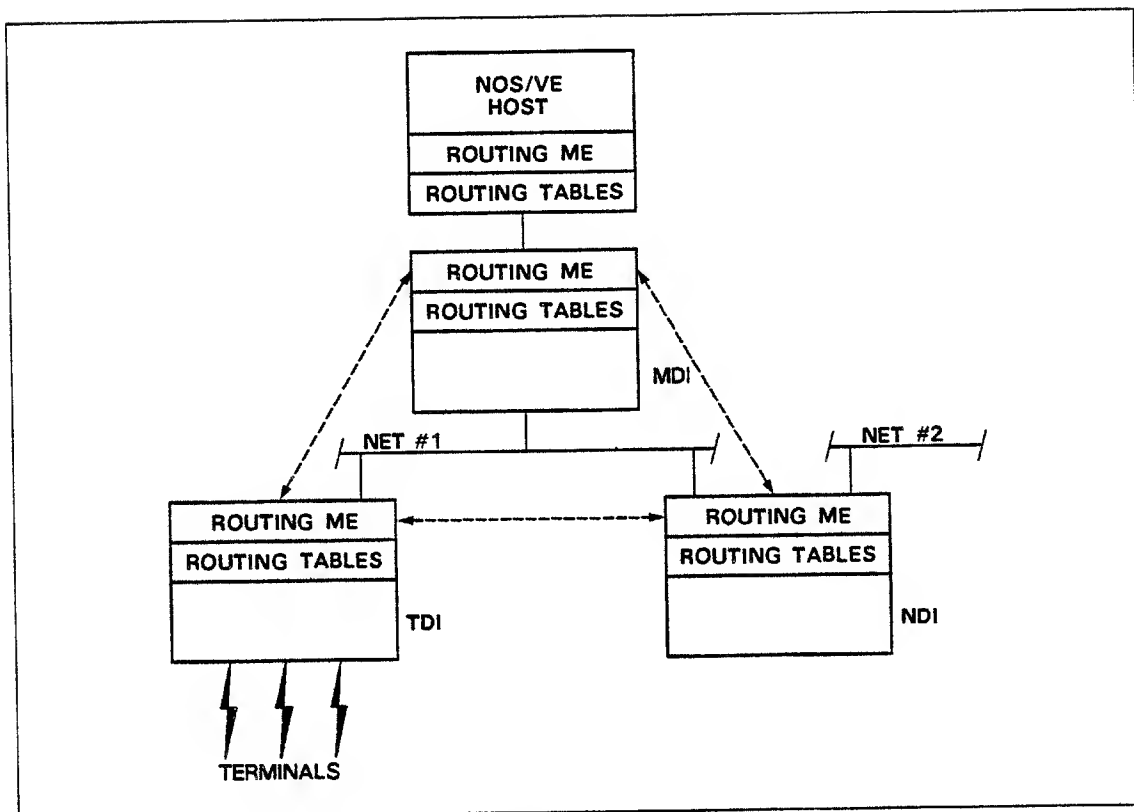 NOS/VE
HOST
ROUTING ME
ROUTING TABLES
ROUTING ME
ROUTING TABLES
MDI
NET #1
NET #2
ROUTING ME
ROUTING TABLES
TDI
ROUTING ME
ROUTING TABLES
NDI
TERMINALS